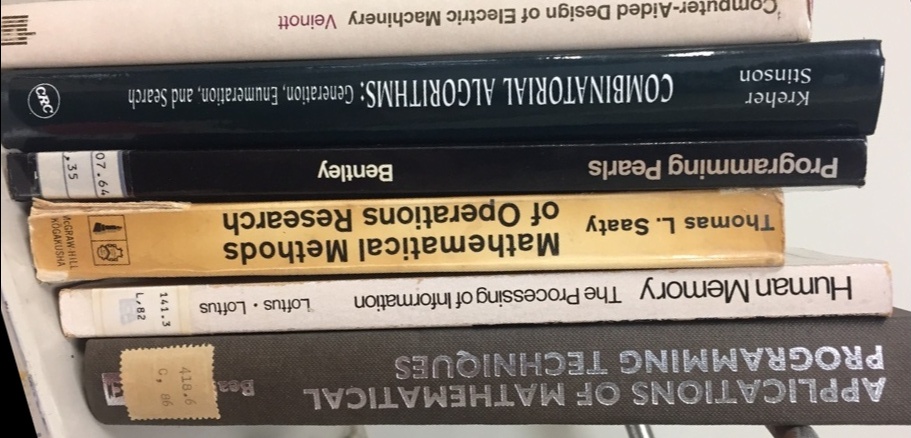 Computer-Aided Design of Electric Machinery Veinott
Kreher
Stinson
COMBINATORIAL ALGORITHMS: Generation, Enumeration, and Search
CRC
Programming Pearls
Bentley
07.64
.35
Thomas L. Saaty
Mathematical Methods
of Operations Research
McGRAW HILL
KOGAKUSHA
Human Memory The Processing of Information
Loftus • Loftus
141.3
L,82
APPLICATIONS OF MATHEMATICAL
PROGRAMMING TECHNIQUES
418.6
C, 86